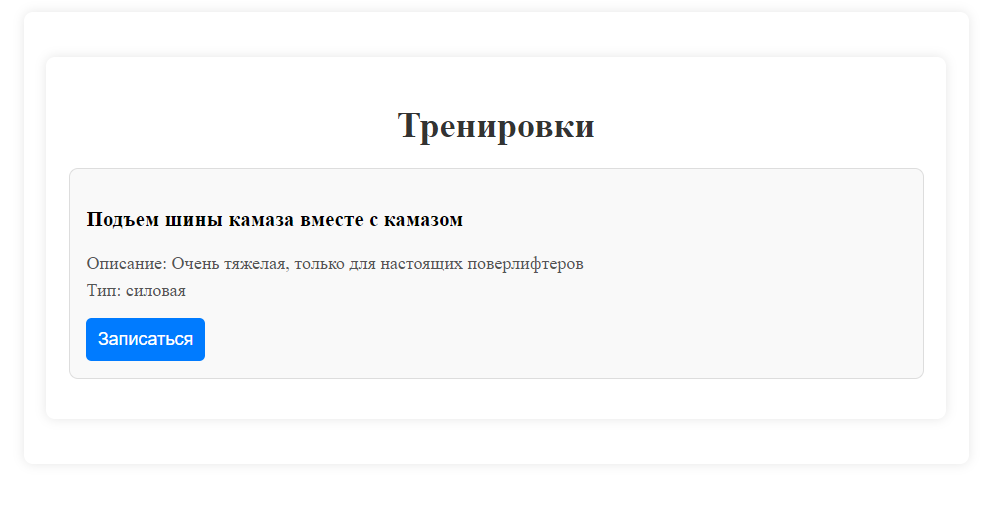 Тренировки
Подъем шины камаза вместе с камазом
Описание: Очень тяжелая, только для настоящих поверлифтеров
Тип: силовая
Записаться